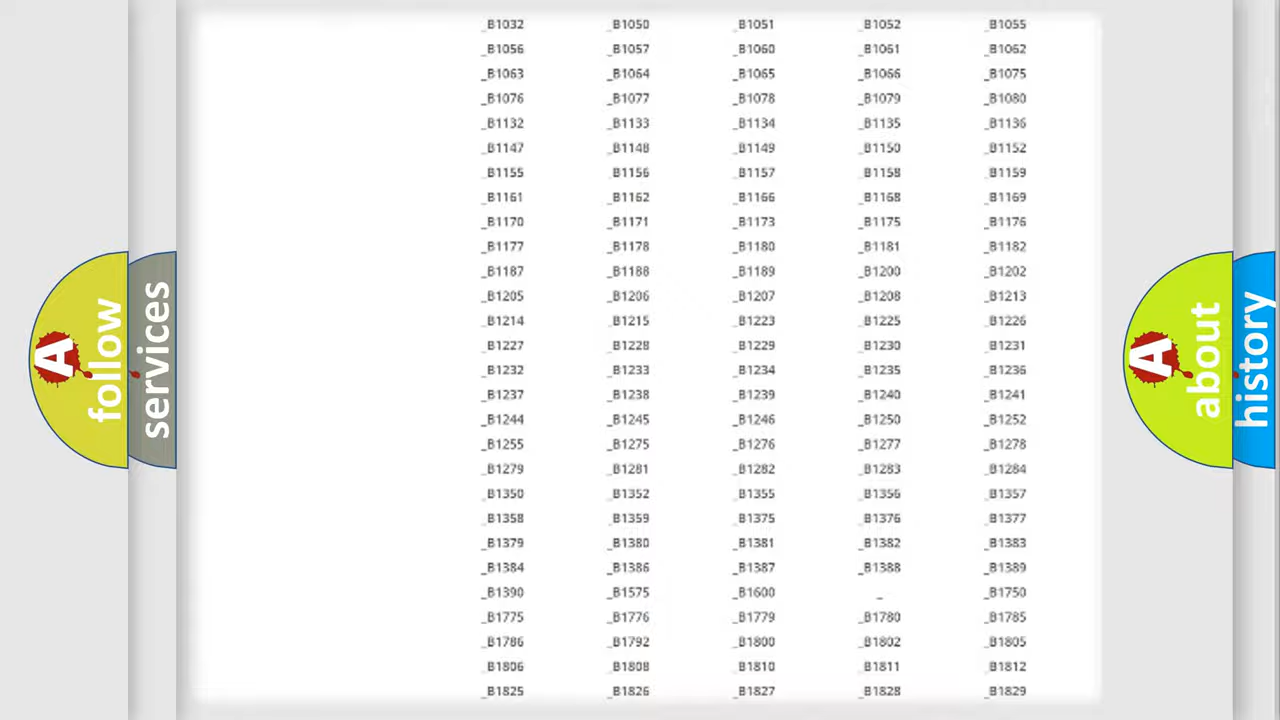 _B1032 _B1050 _B1051 _B1052 _B1055
_B1056 _B1057 _B1060 _B1061 _B1062
_B1063 _B1064 _B1065 _B1066 _B1075
_B1076 _B1077 _B1078 _B1079 _B1080
_B1132 _B1133 _B1134 _B1135 _B1136
_B1147 _B1148 _B1149 _B1150 _B1152
_B1155 _B1156 _B1157 _B1158 _B1159
_B1161 _B1162 _B1166 _B1168 _B1169
_B1170 _B1171 _B1173 _B1175 _B1176
_B1177 _B1178 _B1180 _B1181 _B1182
_B1187 _B1188 _B1189 _B1200 _B1202
_B1205 _B1206 _B1207 _B1208 _B1213
_B1214 _B1215 _B1223 _B1225 _B1226
_B1227 _B1228 _B1229 _B1230 _B1231
_B1232 _B1233 _B1234 _B1235 _B1236
_B1237 _B1238 _B1239 _B1240 _B1241
_B1244 _B1245 _B1246 _B1250 _B1252
_B1255 _B1275 _B1276 _B1277 _B1278
_B1279 _B1281 _B1282 _B1283 _B1284
_B1350 _B1352 _B1355 _B1356 _B1357
_B1358 _B1359 _B1375 _B1376 _B1377
_B1379 _B1380 _B1381 _B1382 _B1383
_B1384 _B1386 _B1387 _B1388 _B1389
_B1390 _B1575 _B1600 _ _B1750
_B1775 _B1776 _B1779 _B1780 _B1785
_B1786 _B1792 _B1800 _B1802 _B1805
_B1806 _B1808 _B1810 _B1811 _B1812
_B1825 _B1826 _B1827 _B1828 _B1829
A follow
services
A about
history